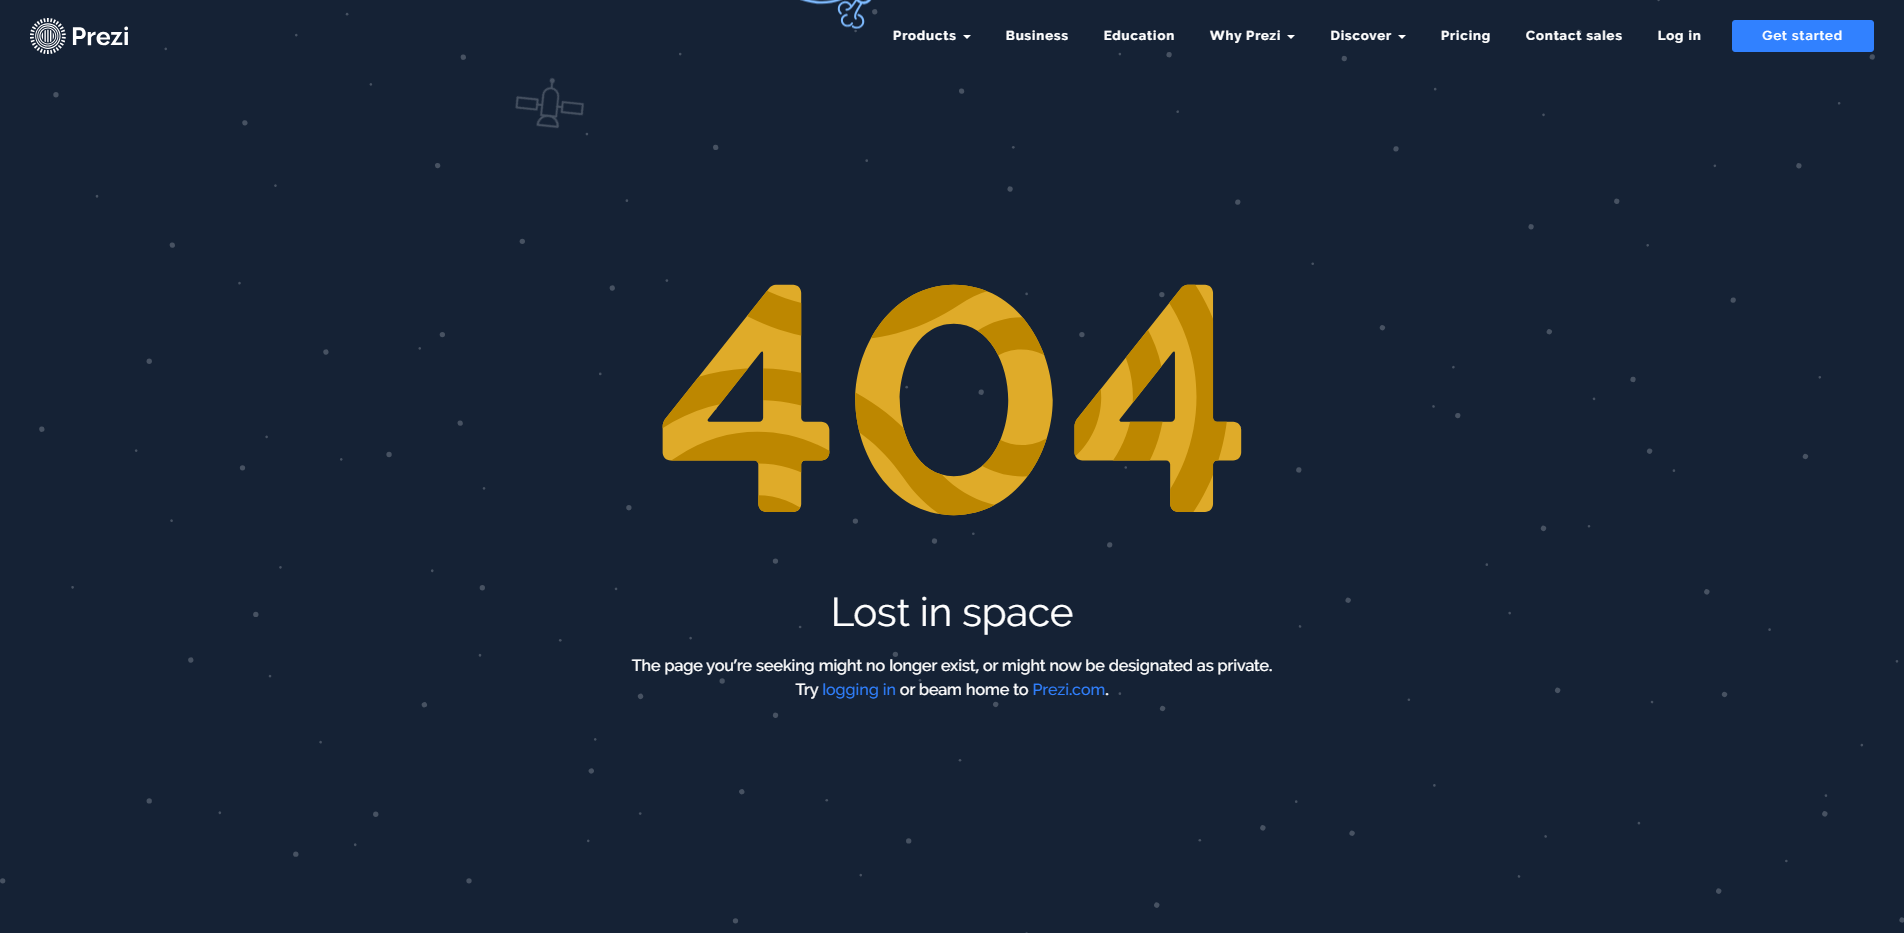 Prezi
Products
Business
Education
Why Prezi
Discover
Pricing
Contact sales
Log in
Get started
404
Lost in space
The page you're seeking might no longer exist, or might now be designated as private.
Try logging in or beam home to Prezi.com.